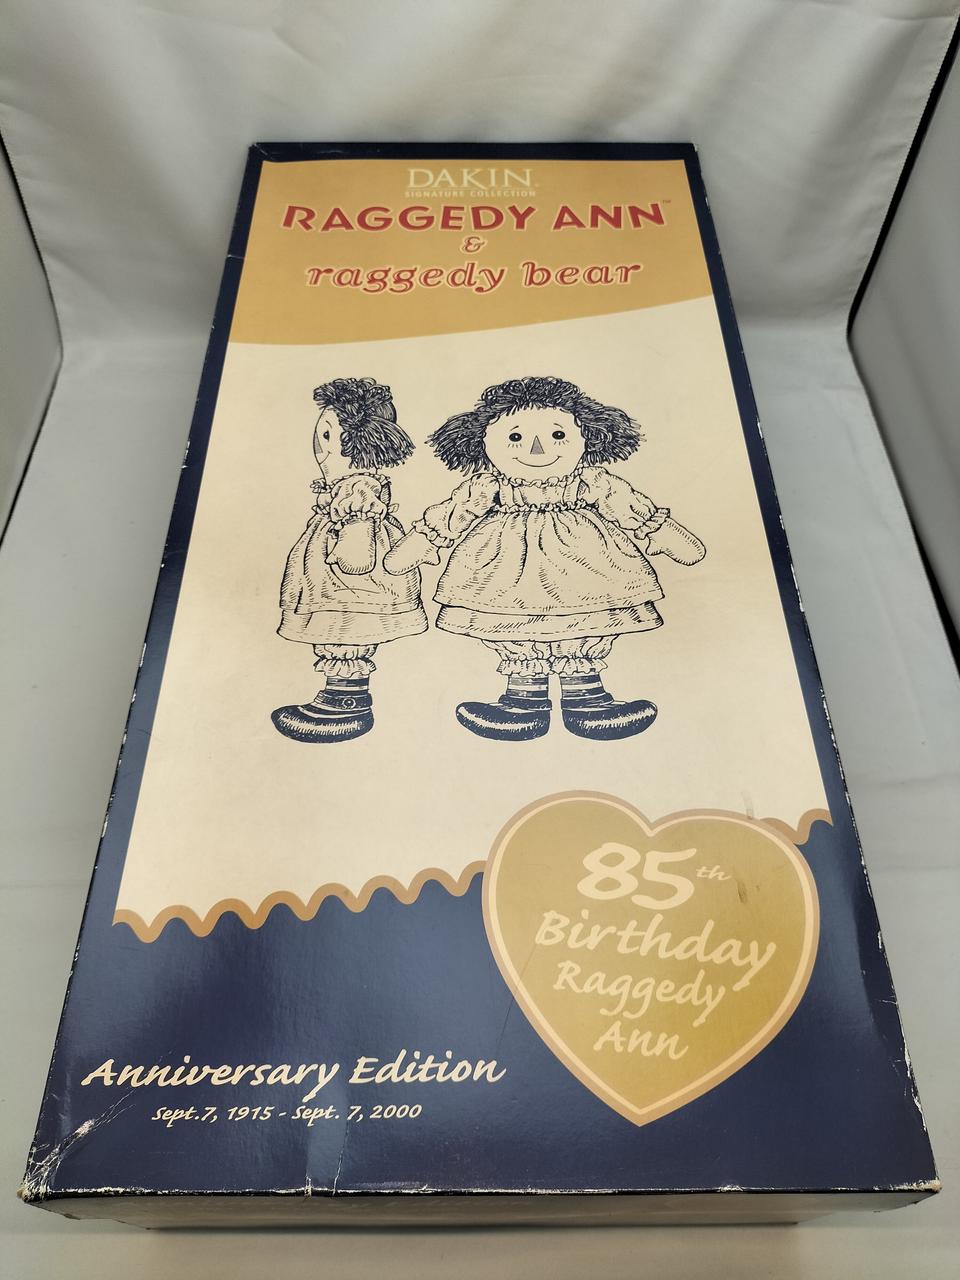 DAKIN®
SIGNATURE COLLECTION
RAGGEDY ANN™
&
raggedy bear
85th
Birthday
Raggedy
Ann
Anniversary Edition
Sept.7, 1915 - Sept. 7, 2000